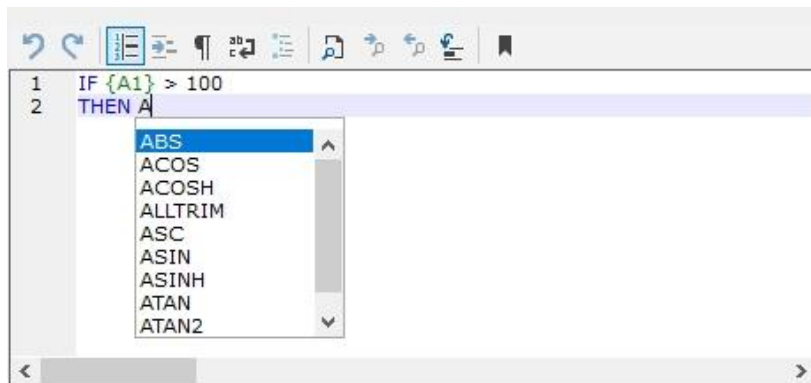 1 IF {A1} > 100
2 THEN A
ABS
ACOS
ACOSH
ALLTRIM
ASC
ASIN
ASINH
ATAN
ATAN2